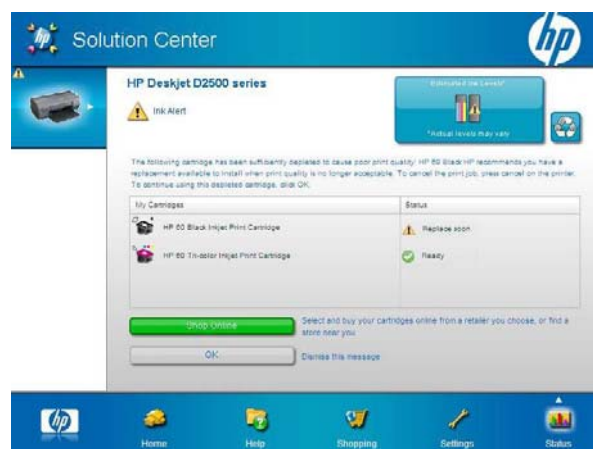 hp
Solution Center
hp
HP Deskjet D2500 series
Ink Alert
Estimated Ink Levels*
*Actual levels may vary
The following cartridge has been sufficiently depleted to cause poor print quality: HP 60 Black HP recommends you have a
replacement available to install when print quality is no longer acceptable. To cancel the print job, press cancel on the printer.
To continue using this depleted cartridge, click OK.
My Cartridges
Status
HP 60 Black Inkjet Print Cartridge
Replace soon
HP 60 Tri-color Inkjet Print Cartridge
Ready
Shop Online
Select and buy your cartridges online from a retailer you choose, or find a
store near you
OK
Dismiss this message
hp
Home
Help
Shopping
Settings
Status